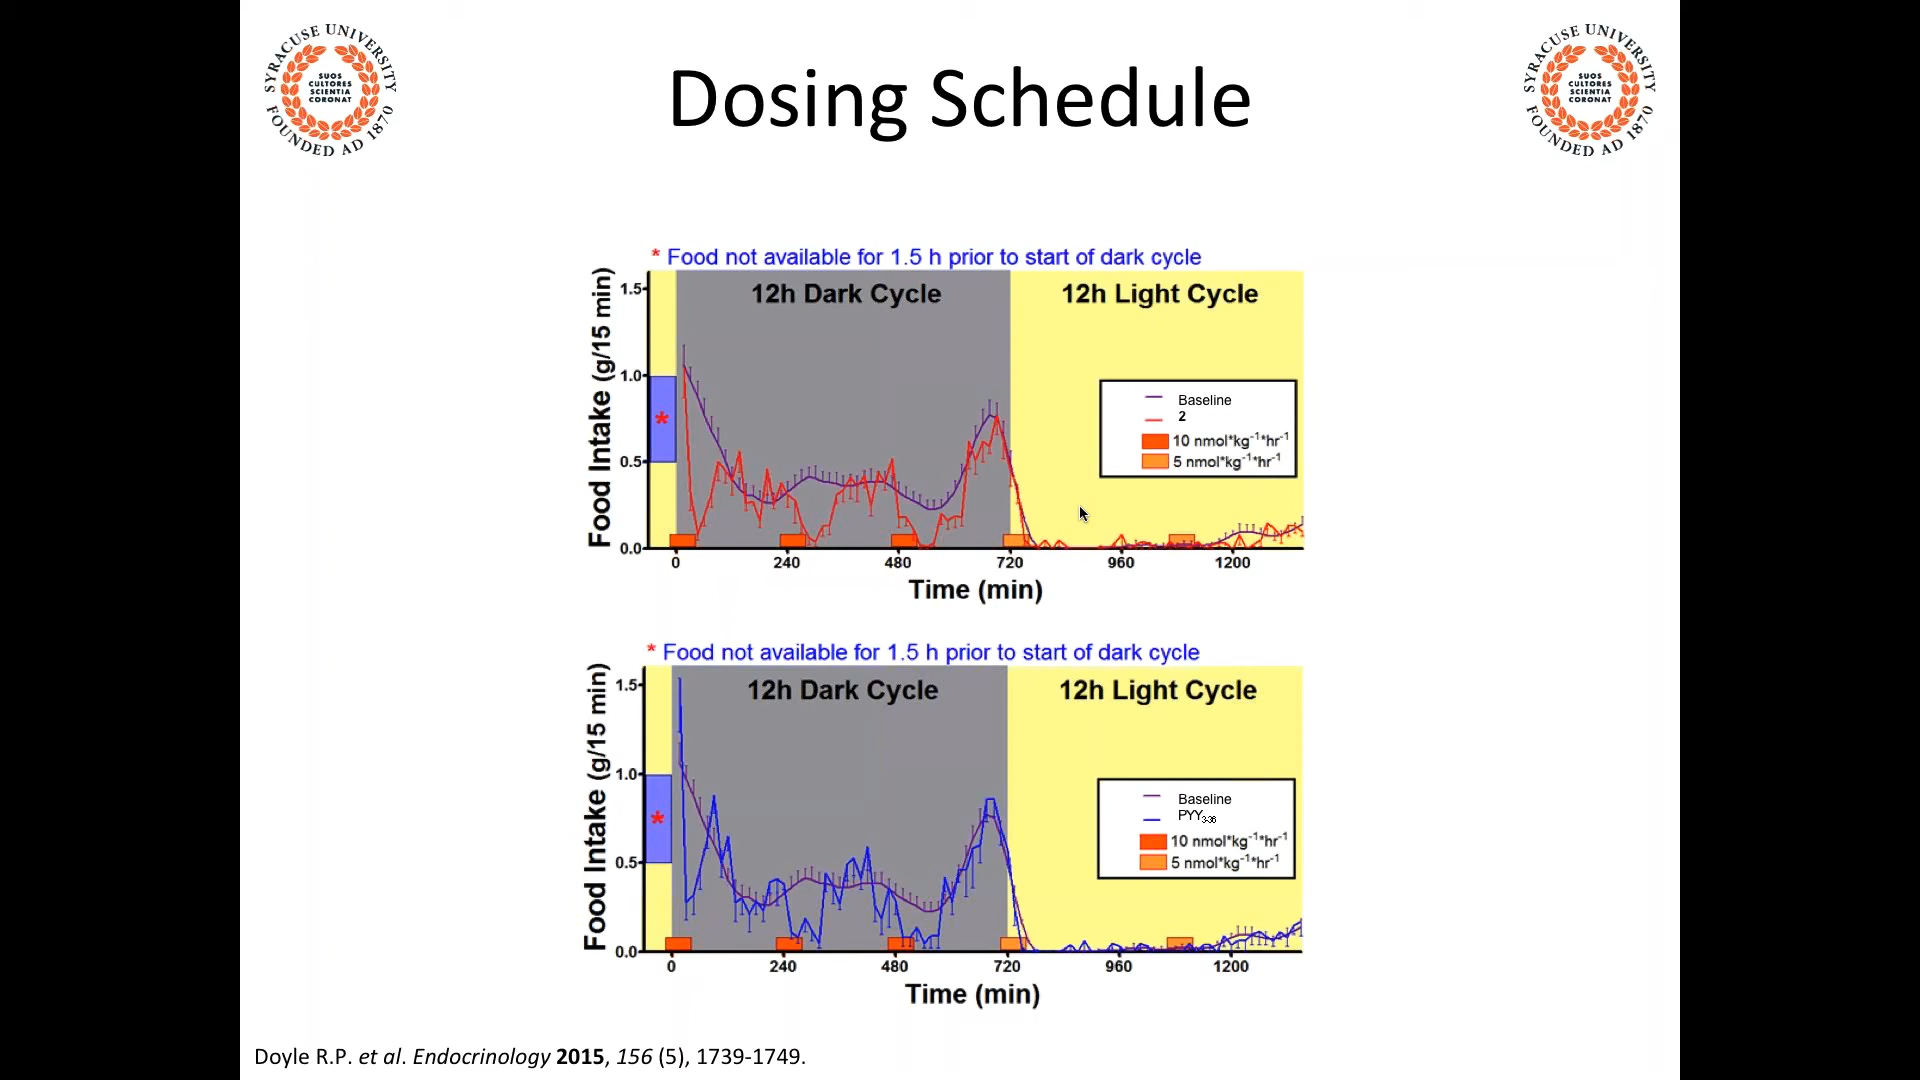 SYRACUSE UNIVERSITY
FOUNDED AD 1870
SUOS
CULTORES
SCIENTIA
CORONAT
Dosing Schedule
SYRACUSE UNIVERSITY
FOUNDED AD 1870
SUOS
CULTORES
SCIENTIA
CORONAT
* Food not available for 1.5 h prior to start of dark cycle
12h Dark Cycle
12h Light Cycle
Food Intake (g/15 min)
1.5
1.0
0.5
0.0
*
Baseline
2
10 nmol*kg⁻¹*hr⁻¹
5 nmol*kg⁻¹*hr⁻¹
0 240 480 720 960 1200
Time (min)
* Food not available for 1.5 h prior to start of dark cycle
12h Dark Cycle
12h Light Cycle
Food Intake (g/15 min)
1.5
1.0
0.5
0.0
*
Baseline
PYY₃₋₃₆
10 nmol*kg⁻¹*hr⁻¹
5 nmol*kg⁻¹*hr⁻¹
0 240 480 720 960 1200
Time (min)
Doyle R.P. et al. Endocrinology 2015, 156 (5), 1739-1749.